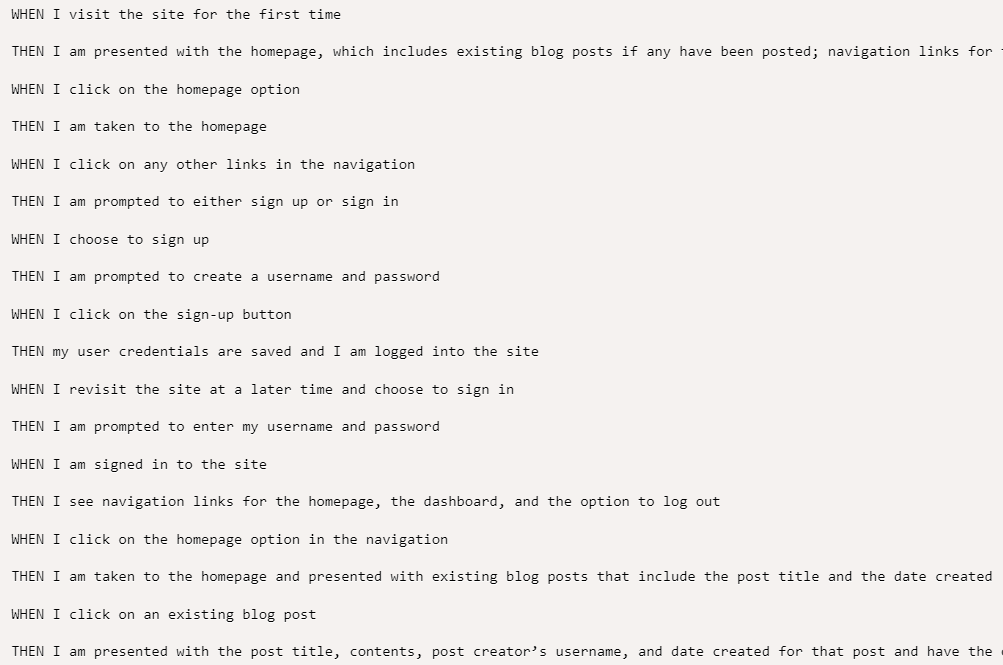 WHEN I visit the site for the first time
THEN I am presented with the homepage, which includes existing blog posts if any have been posted; navigation links for
WHEN I click on the homepage option
THEN I am taken to the homepage
WHEN I click on any other links in the navigation
THEN I am prompted to either sign up or sign in
WHEN I choose to sign up
THEN I am prompted to create a username and password
WHEN I click on the sign-up button
THEN my user credentials are saved and I am logged into the site
WHEN I revisit the site at a later time and choose to sign in
THEN I am prompted to enter my username and password
WHEN I am signed in to the site
THEN I see navigation links for the homepage, the dashboard, and the option to log out
WHEN I click on the homepage option in the navigation
THEN I am taken to the homepage and presented with existing blog posts that include the post title and the date created
WHEN I click on an existing blog post
THEN I am presented with the post title, contents, post creator’s username, and date created for that post and have the